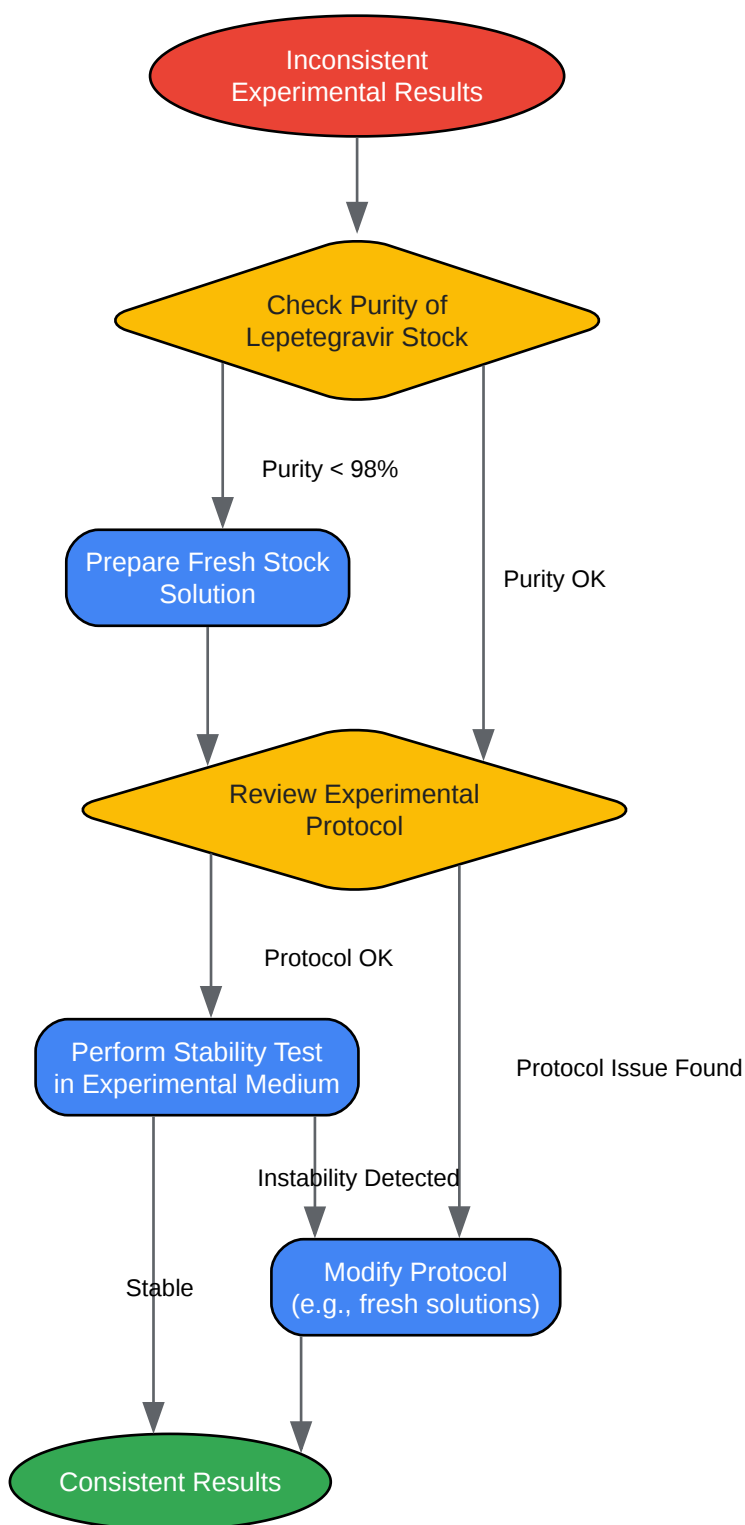 Inconsistent
Experimental Results
Check Purity of
Lepetegravir Stock
Purity < 98%
Prepare Fresh Stock
Solution
Purity OK
Review Experimental
Protocol
Protocol OK
Perform Stability Test
in Experimental Medium
Protocol Issue Found
Instability Detected
Modify Protocol
(e.g., fresh solutions)
Stable
Consistent Results